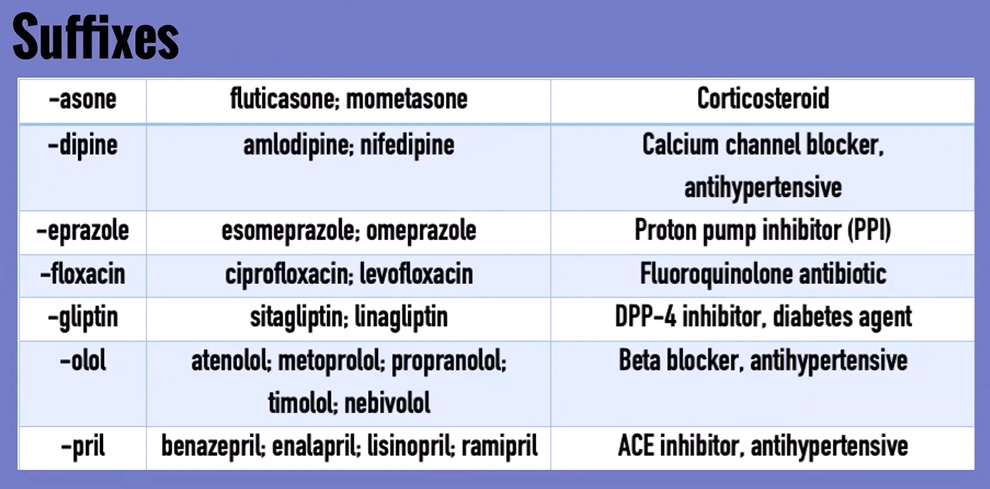 Suffixes
-asone fluticasone; mometasone Corticosteroid
-dipine amlodipine; nifedipine Calcium channel blocker,
antihypertensive
-eprazole esomeprazole; omeprazole Proton pump inhibitor (PPI)
-floxacin ciprofloxacin; levofloxacin Fluoroquinolone antibiotic
-gliptin sitagliptin; linagliptin DPP-4 inhibitor, diabetes agent
-olol atenolol; metoprolol; propranolol; Beta blocker, antihypertensive
timolol; nebivolol
-pril benazepril; enalapril; lisinopril; ramipril ACE inhibitor, antihypertensive